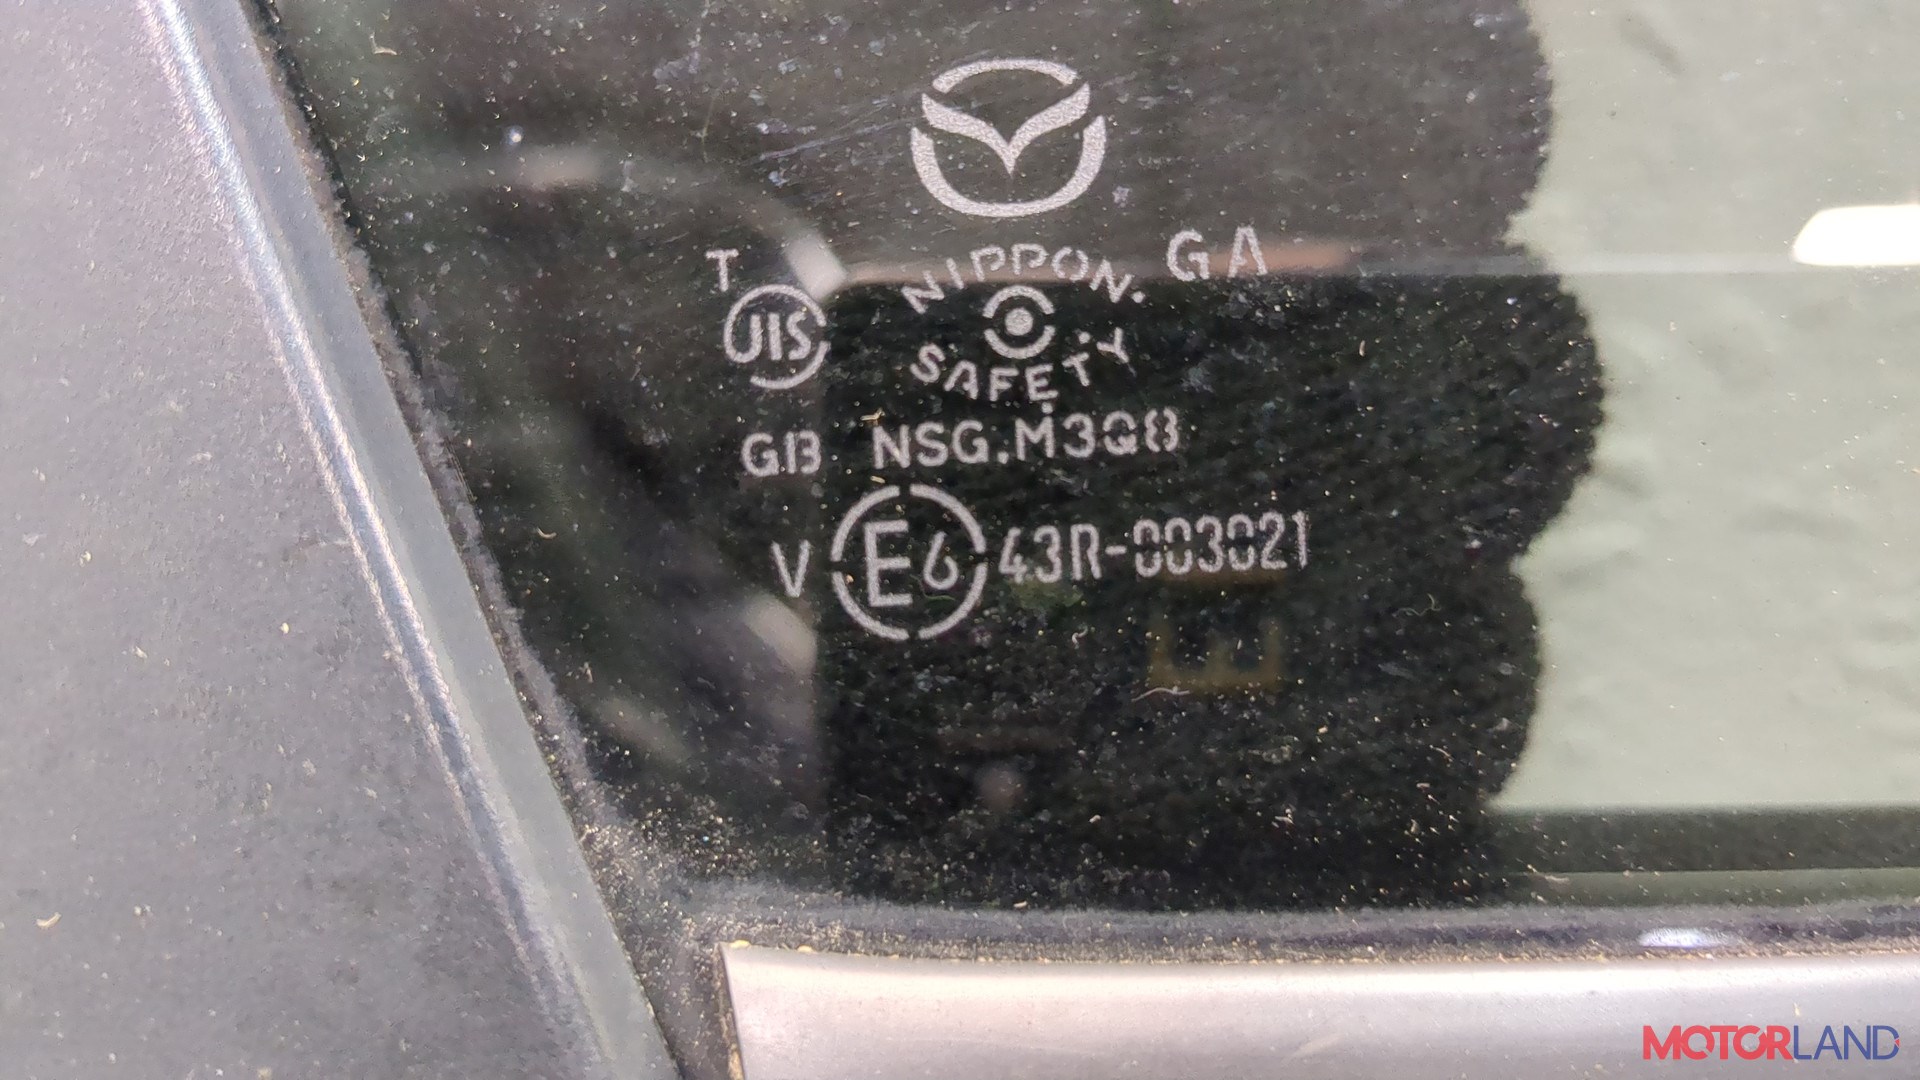 T NIPPON. GA
JIS
SAFETY
GB NSG.M3Q8
V E6 43R-003021
MOTORLAND